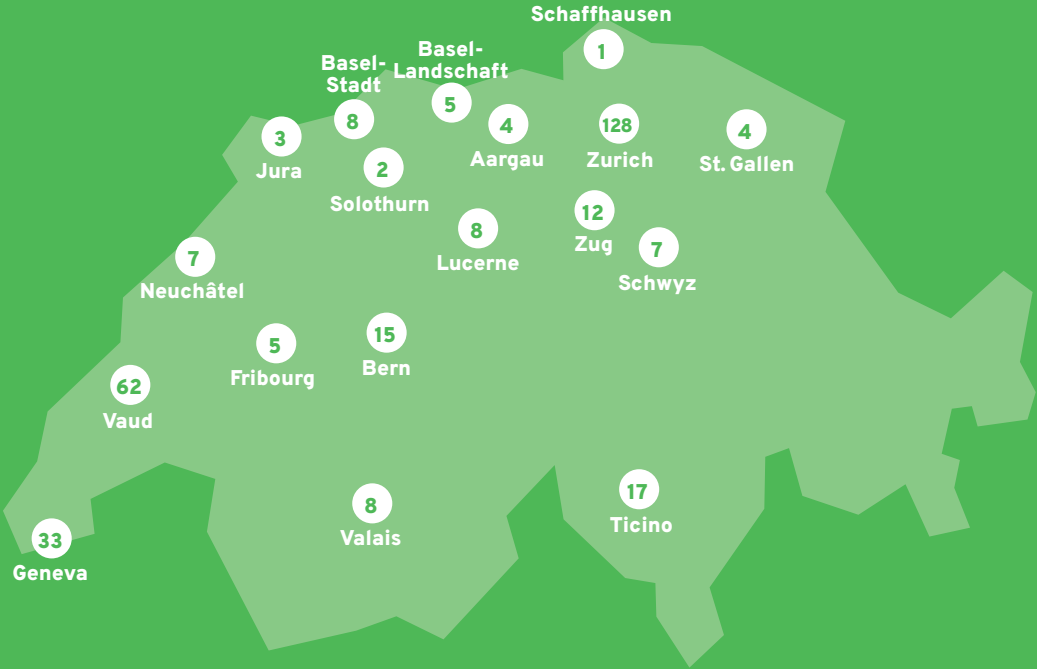 Schaffhausen
1
Basel-
Stadt
8
Basel-
Landschaft
5
3
Jura
4
Aargau
128
Zurich
4
St. Gallen
2
Solothurn
12
Zug
8
Lucerne
7
Schwyz
7
Neuchâtel
5
Fribourg
15
Bern
62
Vaud
8
Valais
17
Ticino
33
Geneva